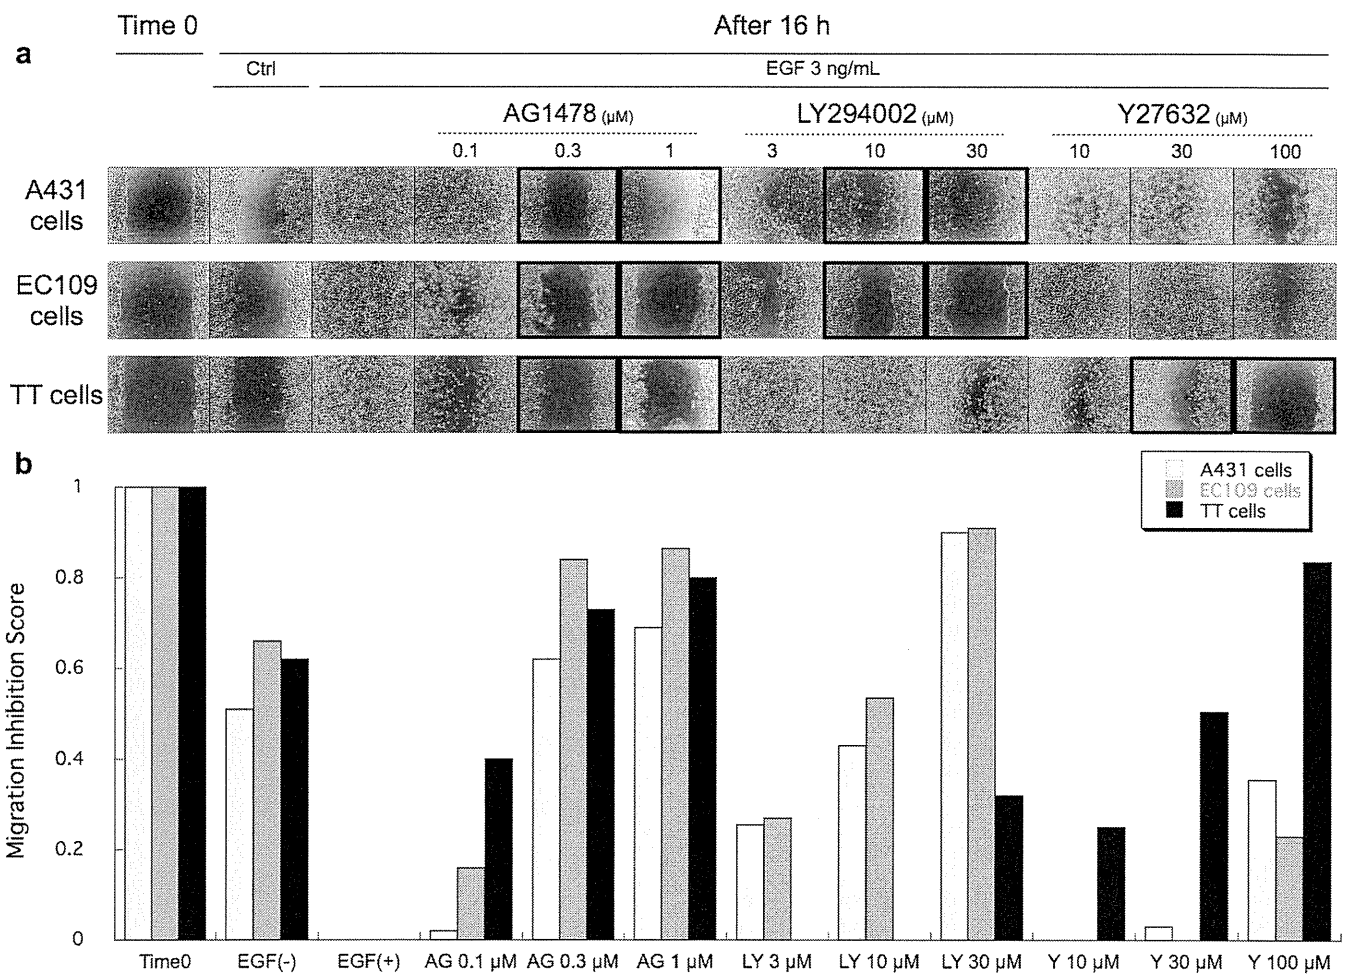 Time 0 After 16 h
a
Ctrl EGF 3 ng/mL
AG1478 (μM) LY294002 (μM) Y27632 (μM)
0.1 0.3 1 3 10 30 10 30 100
A431
cells
EC109
cells
TT cells
b
A431 cells
EC109 cells
TT cells
Migration Inhibition Score
1
0.8
0.6
0.4
0.2
0
Time0 EGF(-) EGF(+) AG 0.1 μM AG 0.3 μM AG 1 μM LY 3 μM LY 10 μM LY 30 μM Y 10 μM Y 30 μM Y 100 μM